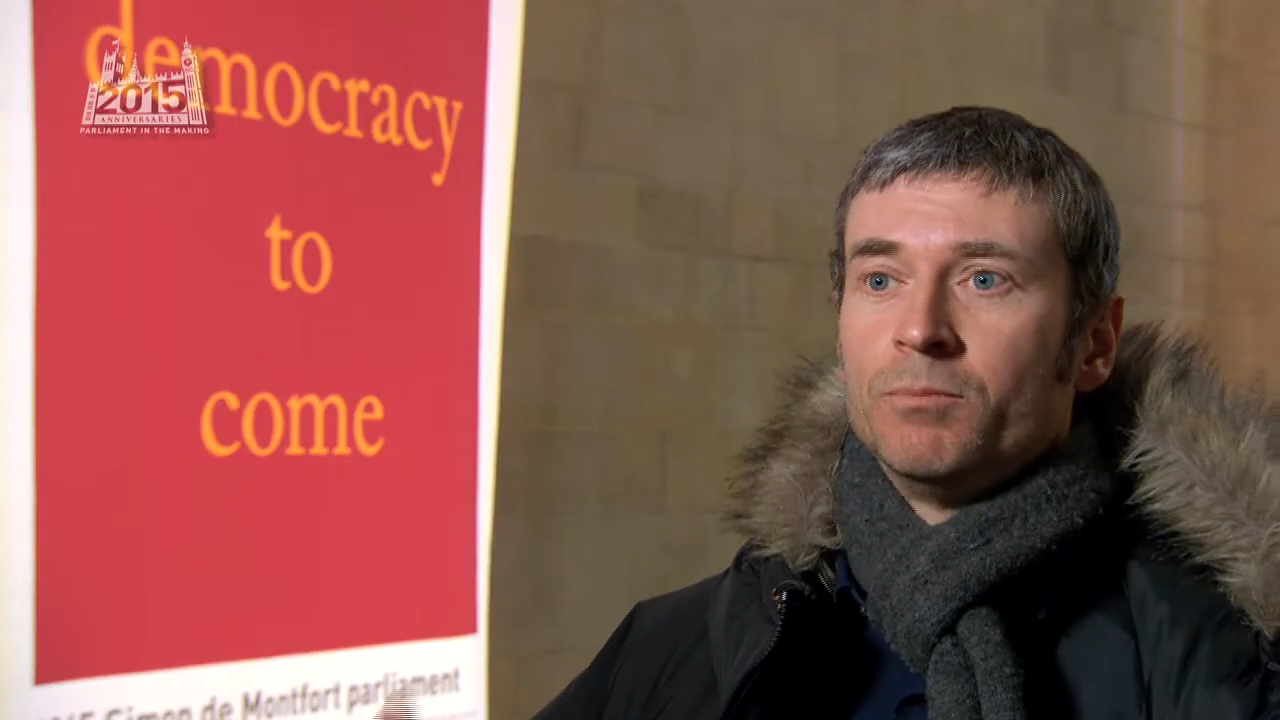 democracy
to
come
2015
ANNIVERSARIES
PARLIAMENT IN THE MAKING
Simon de Montfort parliament